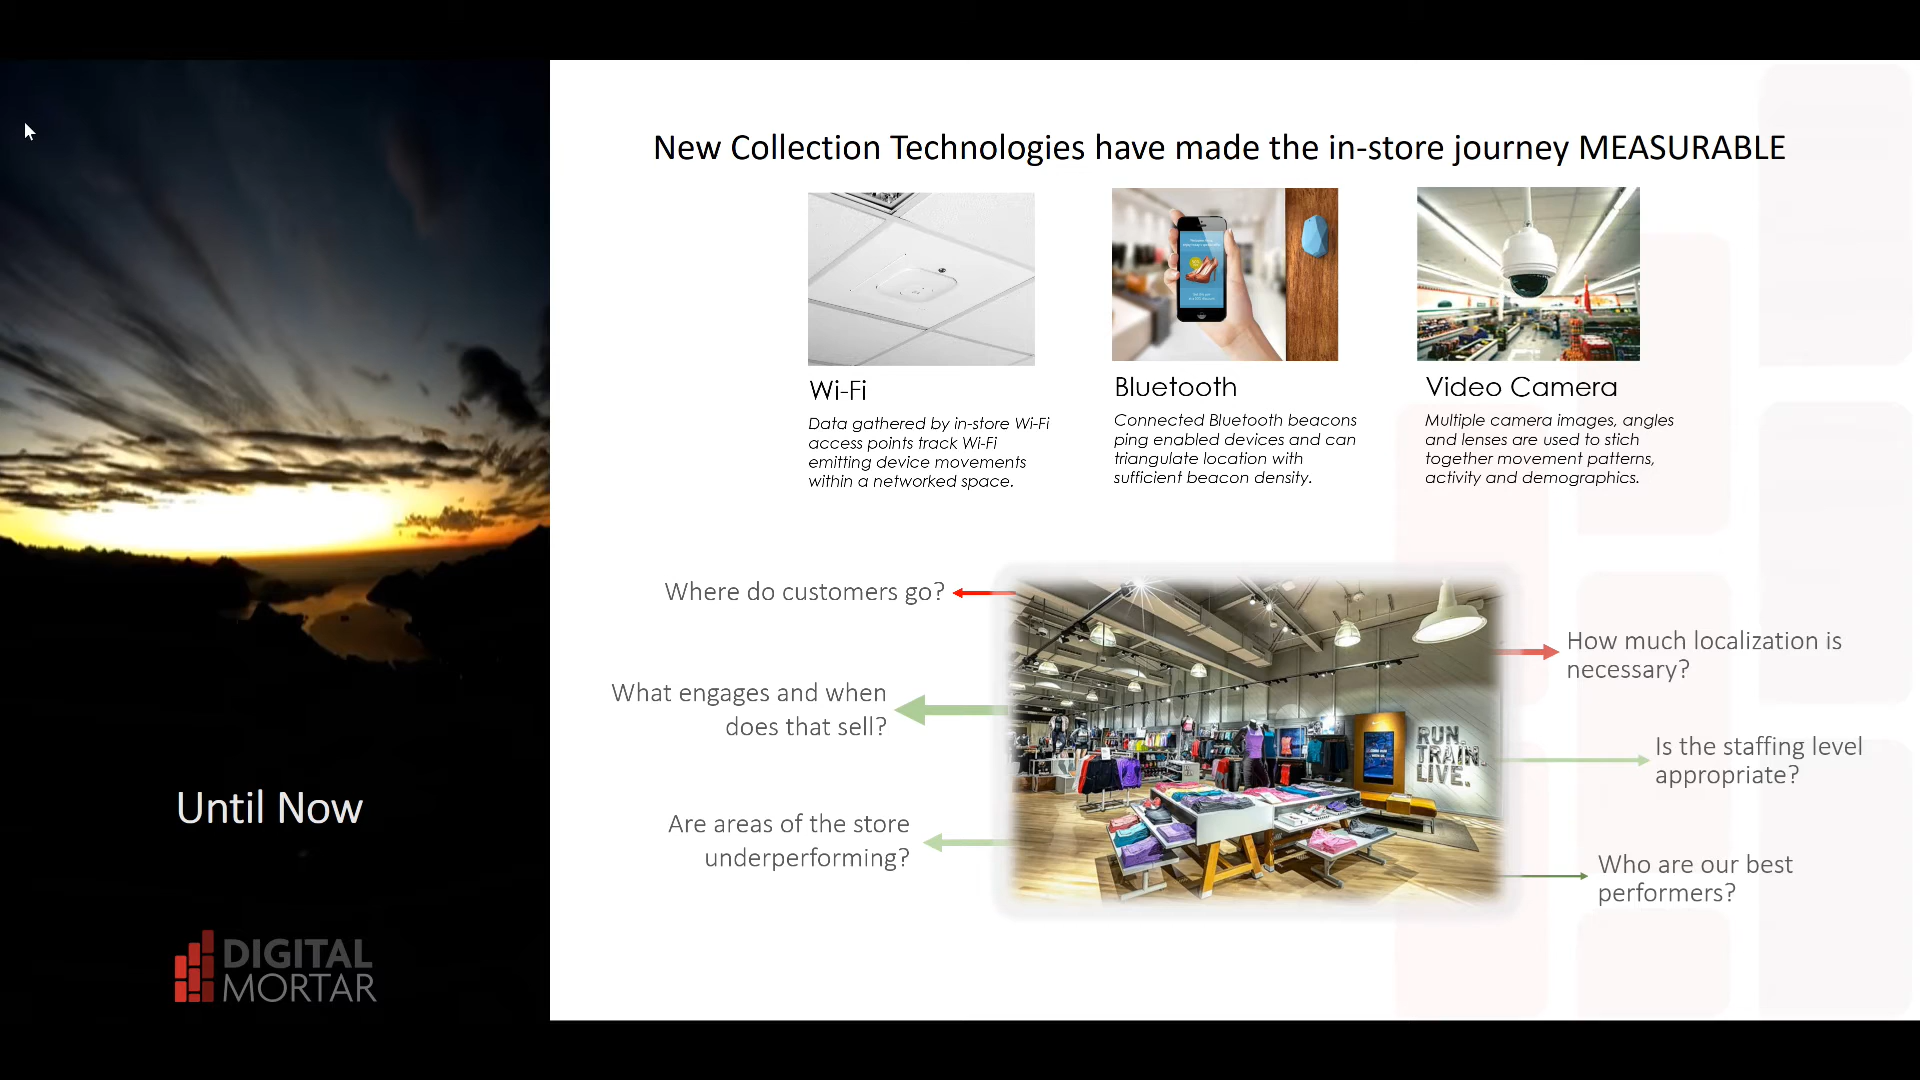 New Collection Technologies have made the in-store journey MEASURABLE
Wi-Fi
Data gathered by in-store Wi-Fi
access points track Wi-Fi
emitting device movements
within a networked space.
Bluetooth
Connected Bluetooth beacons
ping enabled devices and can
triangulate location with
sufficient beacon density.
Video Camera
Multiple camera images, angles
and lenses are used to stich
together movement patterns,
activity and demographics.
Where do customers go?
What engages and when
does that sell?
Are areas of the store
underperforming?
RUN.
TRAIN.
LIVE.
How much localization is
necessary?
Is the staffing level
appropriate?
Who are our best
performers?
Until Now
DIGITAL
MORTAR